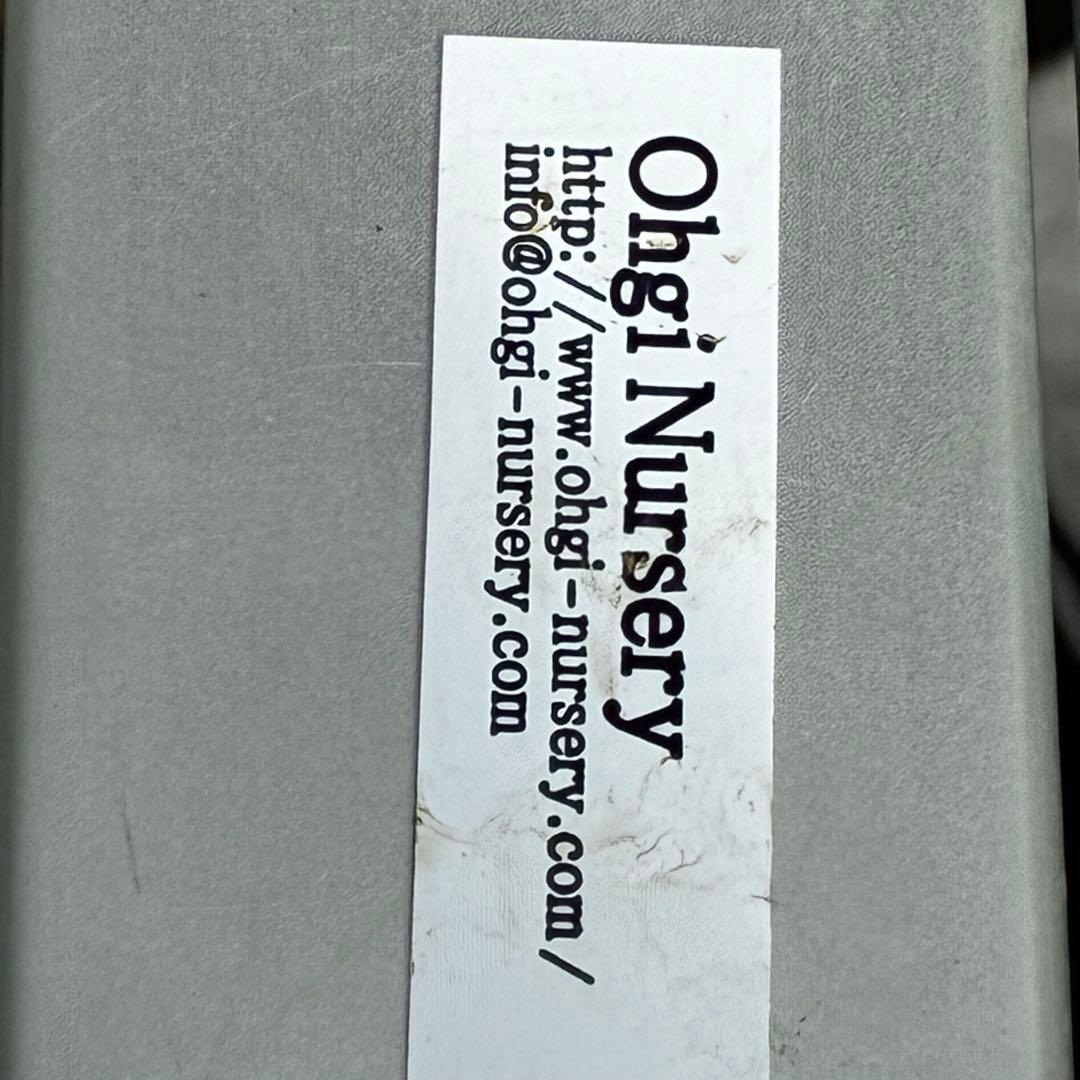 Ohgi Nursery
http://www.ohgi-nursery.com/
info@ohgi-nursery.com